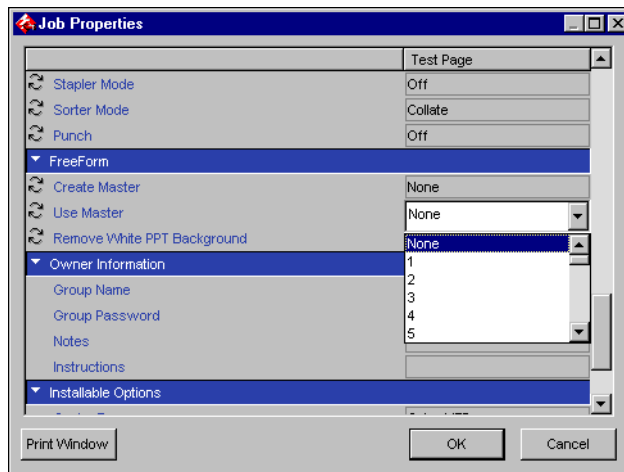 Job Properties
Test Page
Stapler Mode Off
Sorter Mode Collate
Punch Off
FreeForm
Create Master None
Use Master None
Remove White PPT Background
None
1
2
3
4
5
Owner Information
Group Name
Group Password
Notes
Instructions
Installable Options
Print Window OK Cancel